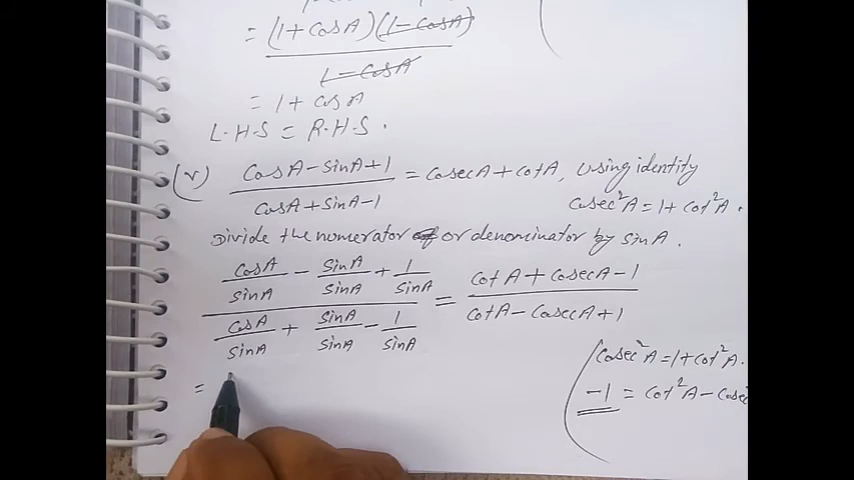 = (1+cosA)(1-cosA)
1-cosA
= 1+cosA
L.H.S = R.H.S.
(v) cosA-sinA+1 / cosA+sinA-1 = cosecA+cotA, using identity
cosec²A = 1+cot²A.
Divide the numerator or denominator by sinA.
cosA/sinA - sinA/sinA + 1/sinA = cotA+cosecA-1
cosA/sinA + sinA/sinA - 1/sinA cotA-cosecA+1
cosec²A = 1+cot²A.
-1 = cot²A-cosec²
=